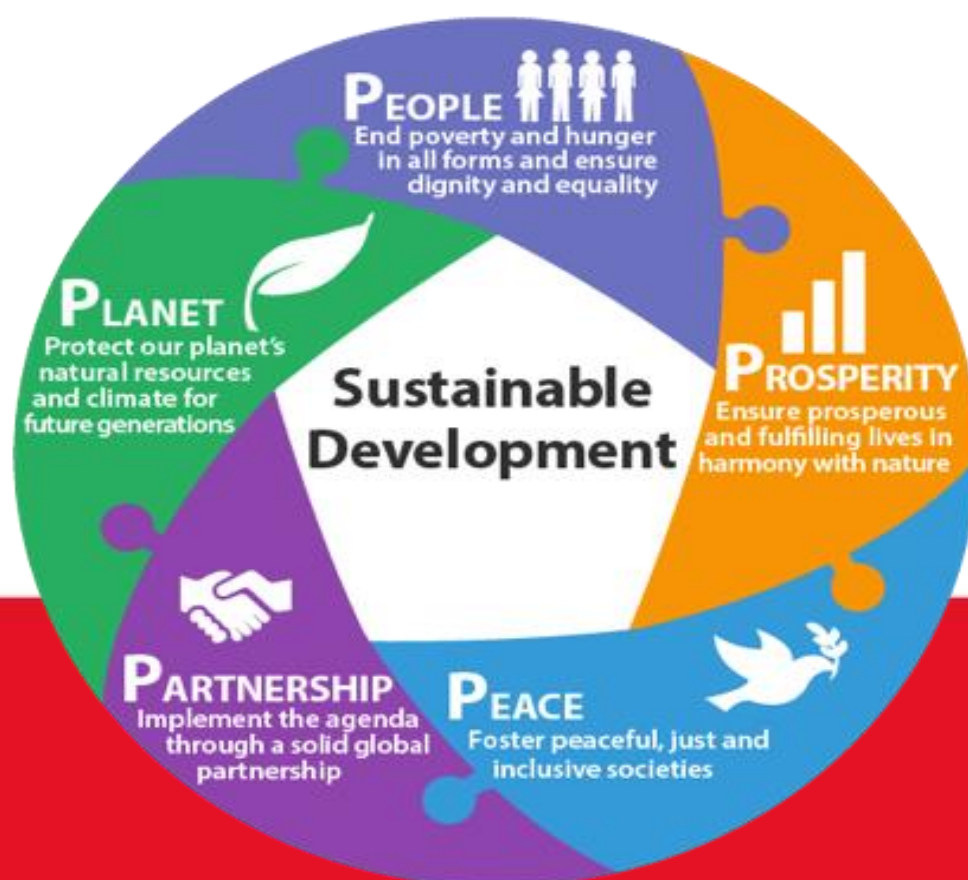 PEOPLE
End poverty and hunger
in all forms and ensure
dignity and equality
PLANET
Protect our planet's
natural resources
and climate for
future generations
Sustainable
Development
PROSPERITY
Ensure prosperous
and fulfilling lives in
harmony with nature
PARTNERSHIP
Implement the agenda
through a solid global
partnership
PEACE
Foster peaceful, just and
inclusive societies